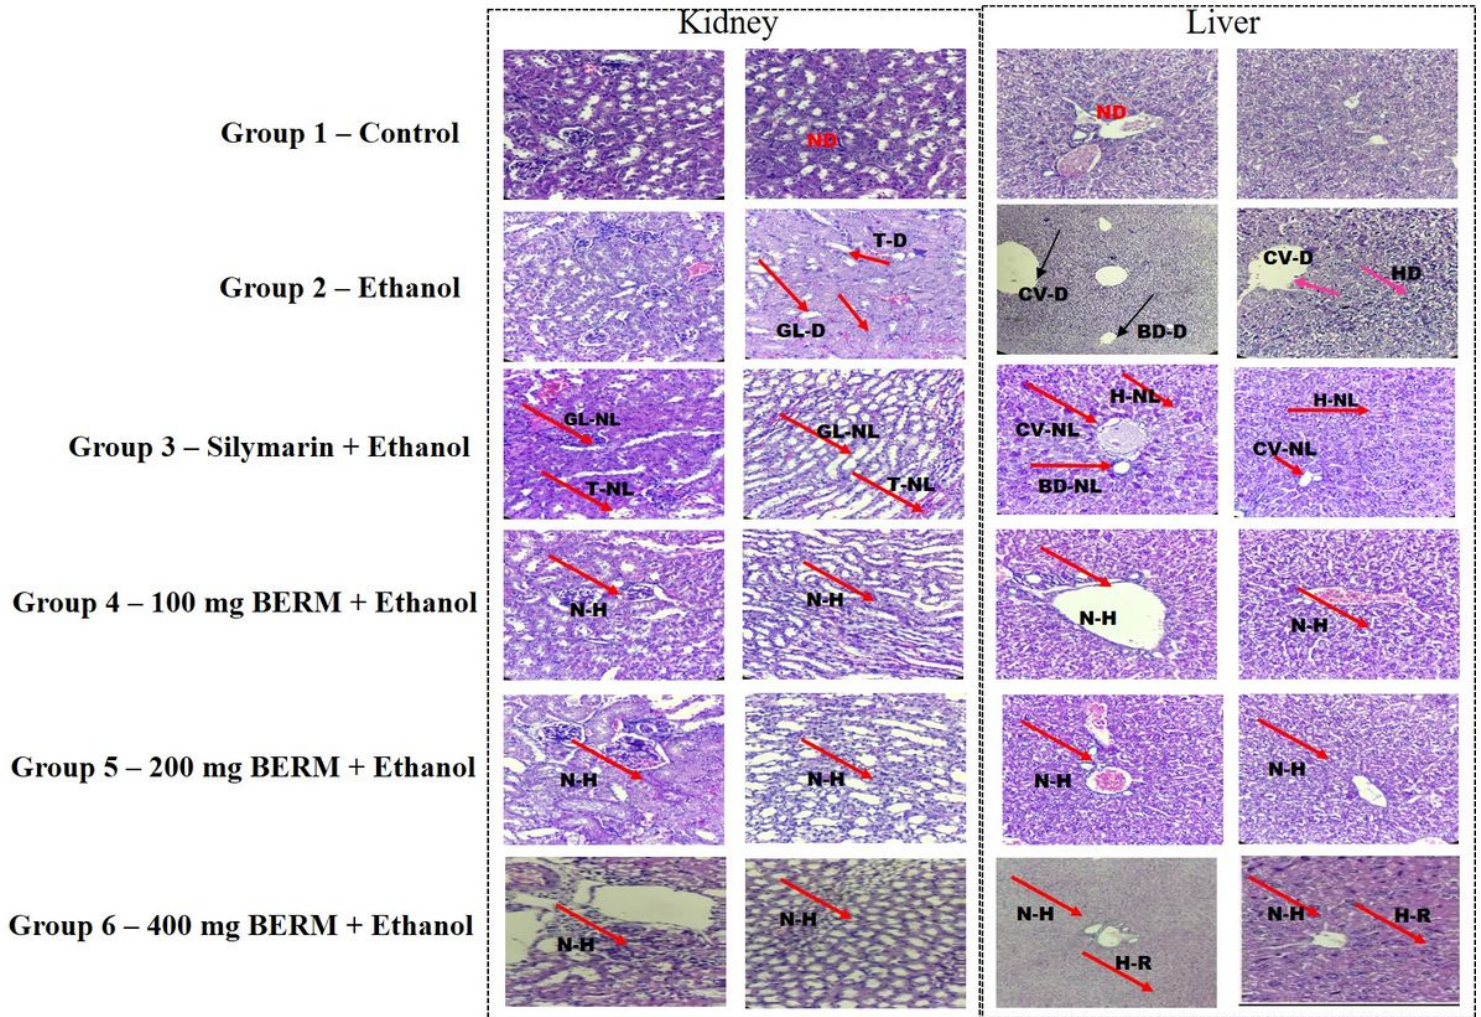 Kidney
Liver
Group 1 – Control
ND
ND
Group 2 – Ethanol
T-D
GL-D
CV-D
BD-D
CV-D
HD
Group 3 – Silymarin + Ethanol
GL-NL
T-NL
GL-NL
T-NL
H-NL
CV-NL
BD-NL
H-NL
CV-NL
Group 4 – 100 mg BERM + Ethanol
N-H
N-H
N-H
N-H
Group 5 – 200 mg BERM + Ethanol
N-H
N-H
N-H
N-H
Group 6 – 400 mg BERM + Ethanol
N-H
N-H
N-H
H-R
N-H
H-R